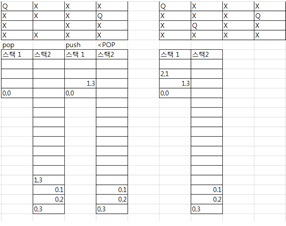 Q X X X Q X X X
X X X Q X X X Q
X X X X X Q X X
X X X X X X X X
pop push <POP
스택 1 스택2 스택 1 스택2 스택 1 스택2
2,1
1.3 1.3
0,0 0,0 0,0
1,3
0.1 0.1 0.1
0.2 0.2 0.2
0,3 0,3 0,3